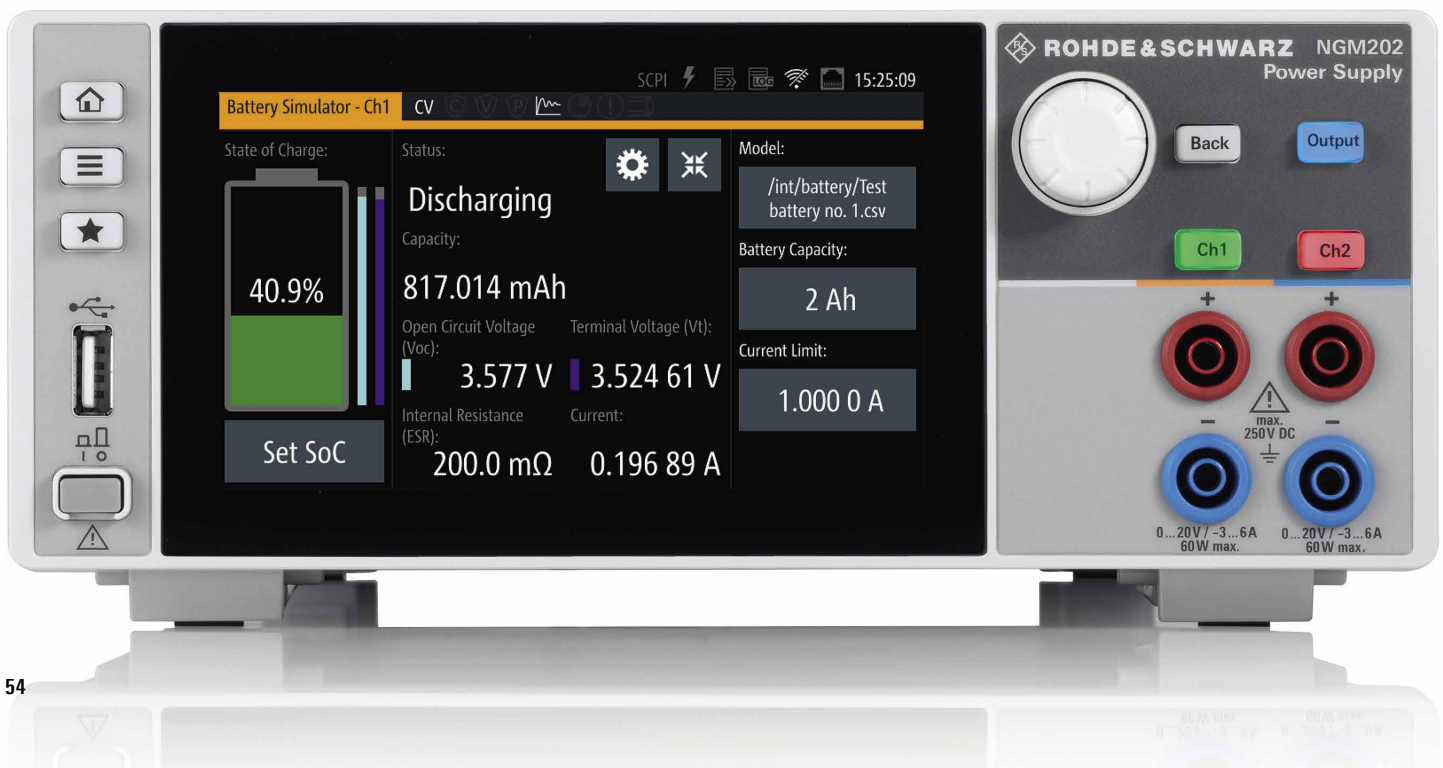 ROHDE&SCHWARZ NGM202
Power Supply
SCPI LOG 15:25:09
Battery Simulator - Ch1 CV C V P
State of Charge:
40.9%
Set SoC
Status:
Discharging
Capacity:
817.014 mAh
Open Circuit Voltage
(Voc):
3.577 V
Terminal Voltage (Vt):
3.524 61 V
Internal Resistance
(ESR):
200.0 mΩ
Current:
0.196 89 A
Model:
/int/battery/Test
battery no. 1.csv
Battery Capacity:
2 Ah
Current Limit:
1.000 0 A
Back
Output
Ch1
Ch2
+ +
max.
250V DC
- -
0...20V / -3...6A
60W max.
0...20V / -3...6A
60W max.
I O
54